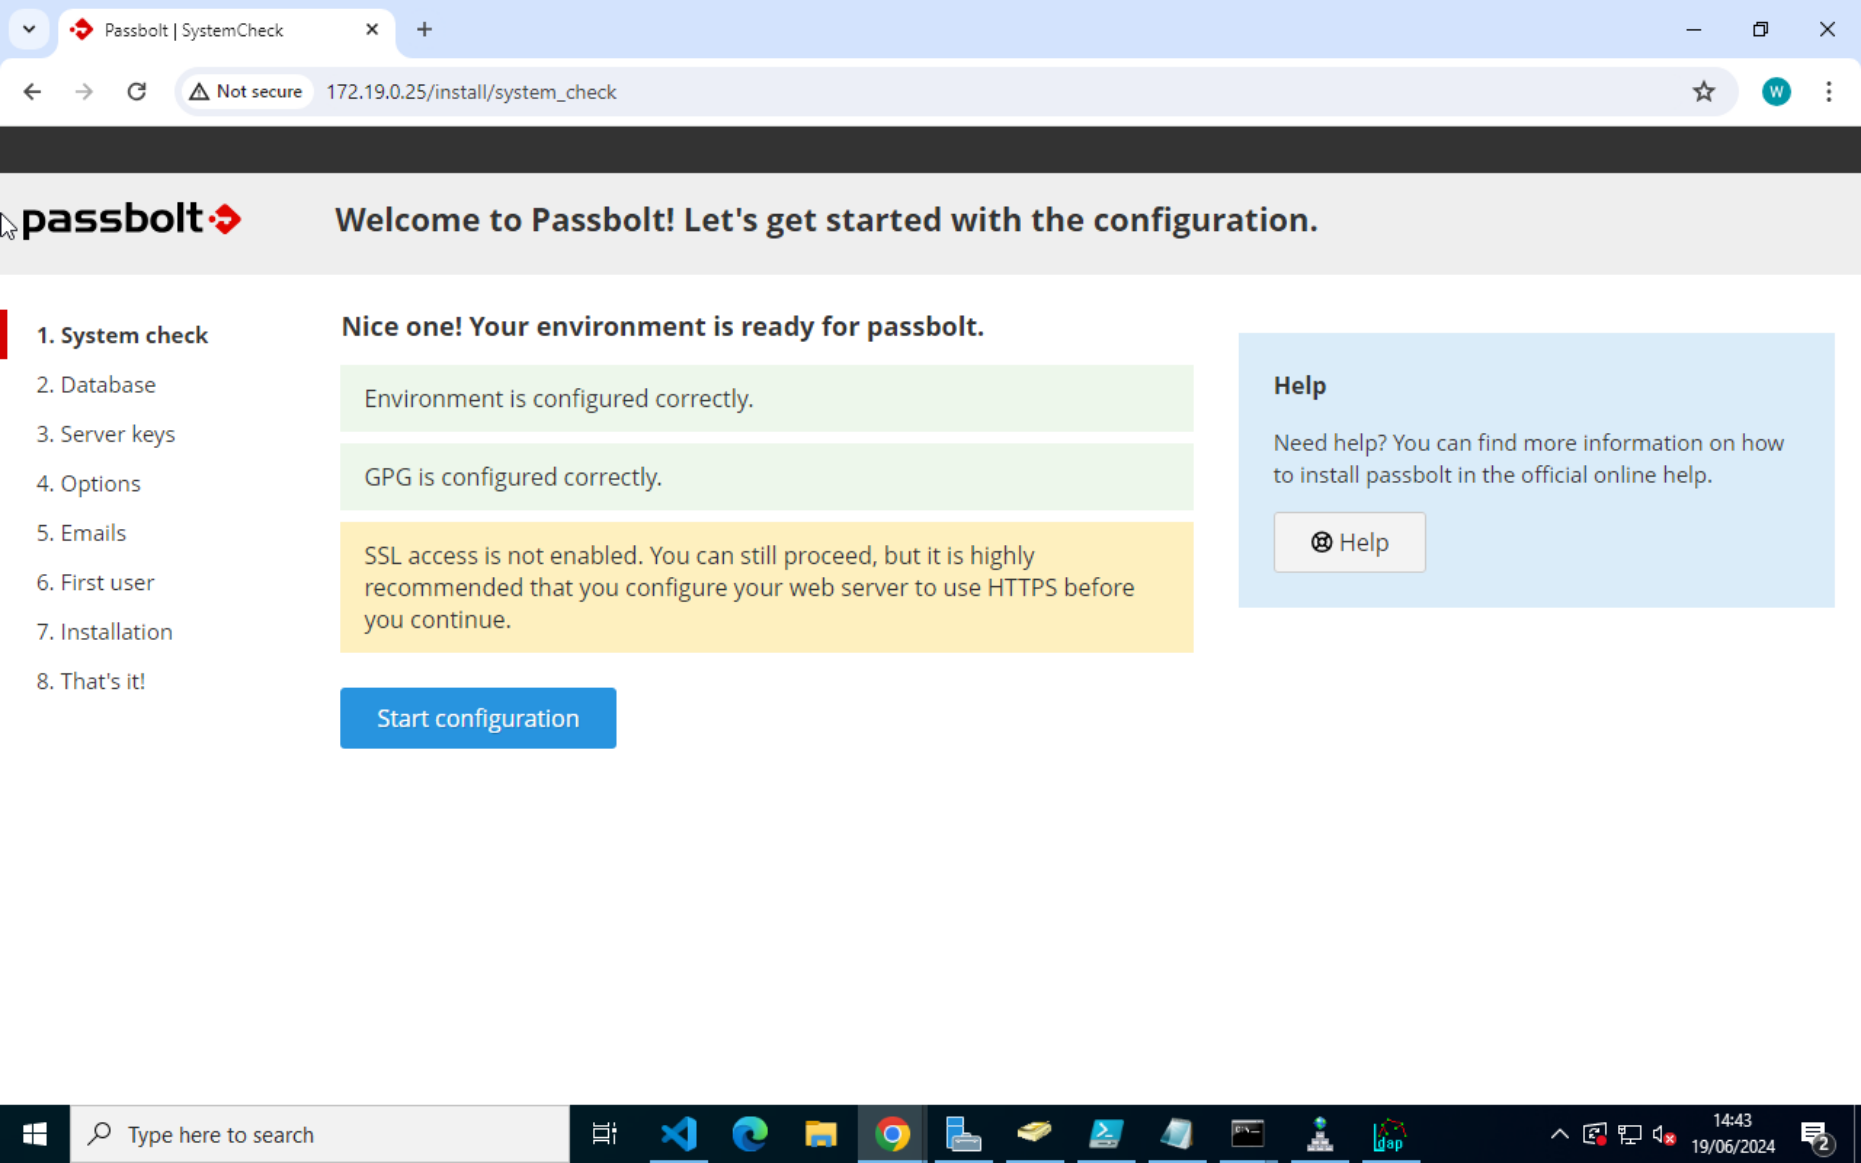 Passbolt | SystemCheck
Not secure
172.19.0.25/install/system_check
W
passbolt
Welcome to Passbolt! Let's get started with the configuration.
1. System check
2. Database
3. Server keys
4. Options
5. Emails
6. First user
7. Installation
8. That's it!
Nice one! Your environment is ready for passbolt.
Environment is configured correctly.
GPG is configured correctly.
SSL access is not enabled. You can still proceed, but it is highly
recommended that you configure your web server to use HTTPS before
you continue.
Start configuration
Help
Need help? You can find more information on how
to install passbolt in the official online help.
Help
Type here to search
ldap
14:43
19/06/2024
2